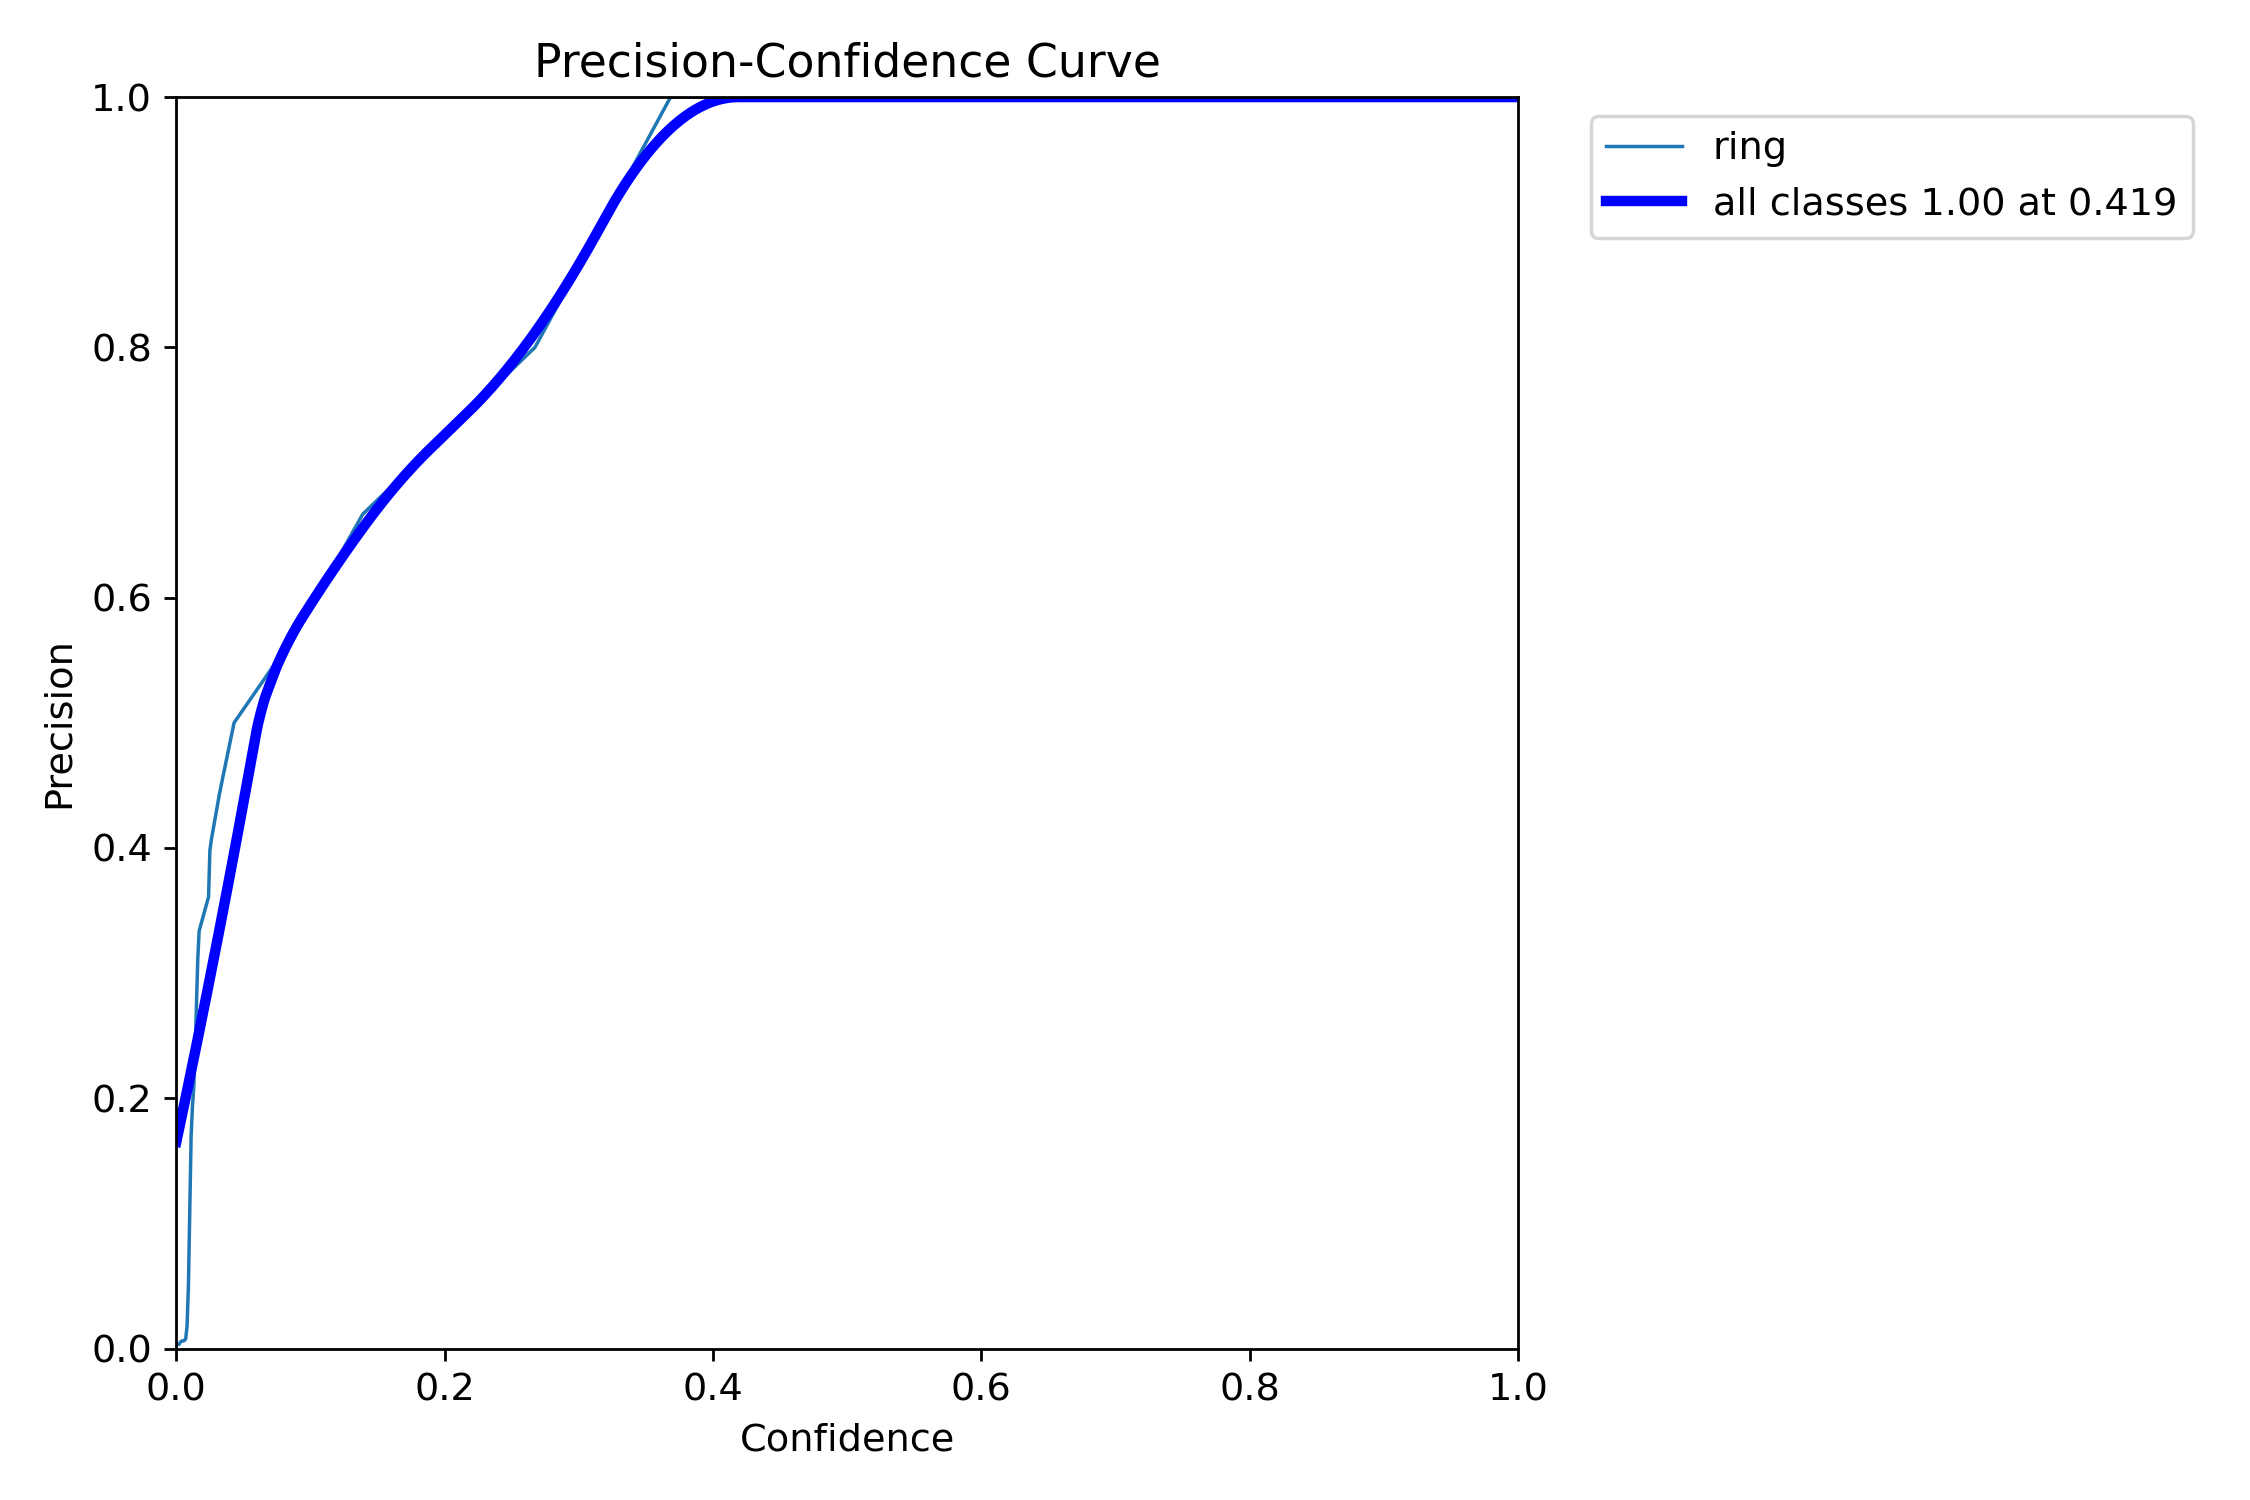 Precision-Confidence Curve
1.0
0.8
0.6
0.4
0.2
0.0
Precision
0.0 0.2 0.4 0.6 0.8 1.0
Confidence
ring
all classes 1.00 at 0.419